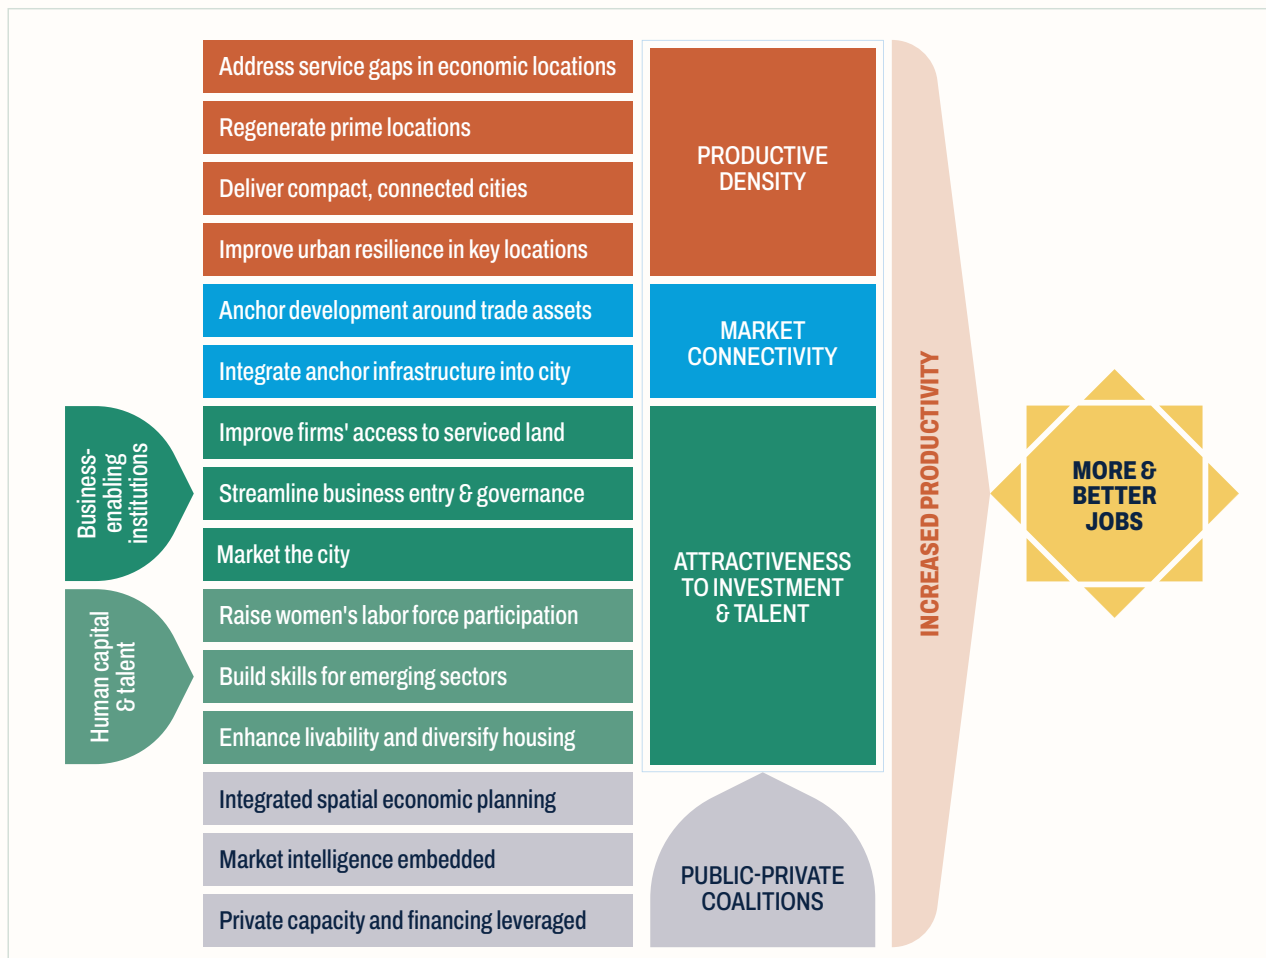 Address service gaps in economic locations
Regenerate prime locations
Deliver compact, connected cities
Improve urban resilience in key locations
PRODUCTIVE
DENSITY
Anchor development around trade assets
Integrate anchor infrastructure into city
MARKET
CONNECTIVITY
Business-
enabling
institutions
Improve firms' access to serviced land
Streamline business entry & governance
Market the city
Human capital
& talent
Raise women's labor force participation
Build skills for emerging sectors
Enhance livability and diversify housing
ATTRACTIVENESS
TO INVESTMENT
& TALENT
Integrated spatial economic planning
Market intelligence embedded
Private capacity and financing leveraged
PUBLIC-PRIVATE
COALITIONS
INCREASED PRODUCTIVITY
MORE &
BETTER
JOBS